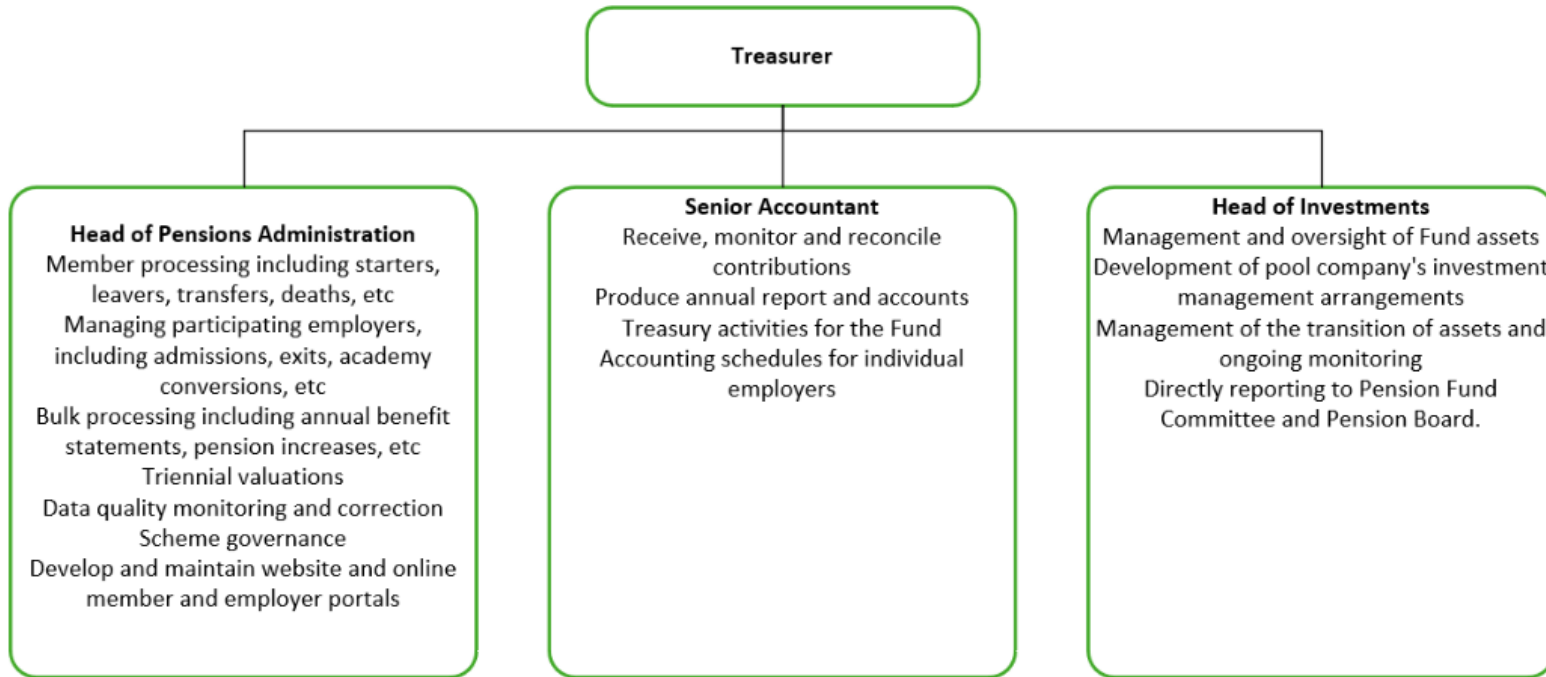 Treasurer
Head of Pensions Administration
Member processing including starters,
leavers, transfers, deaths, etc
Managing participating employers,
including admissions, exits, academy
conversions, etc
Bulk processing including annual benefit
statements, pension increases, etc
Triennial valuations
Data quality monitoring and correction
Scheme governance
Develop and maintain website and online
member and employer portals
Senior Accountant
Receive, monitor and reconcile
contributions
Produce annual report and accounts
Treasury activities for the Fund
Accounting schedules for individual
employers
Head of Investments
Management and oversight of Fund assets
Development of pool company's investment
management arrangements
Management of the transition of assets and
ongoing monitoring
Directly reporting to Pension Fund
Committee and Pension Board.